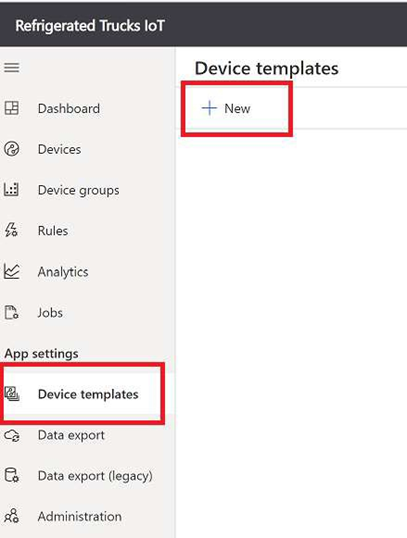 Refrigerated Trucks IoT
Device templates
New
Dashboard
Devices
Device groups
Rules
Analytics
Jobs
App settings
Device templates
Data export
Data export (legacy)
Administration